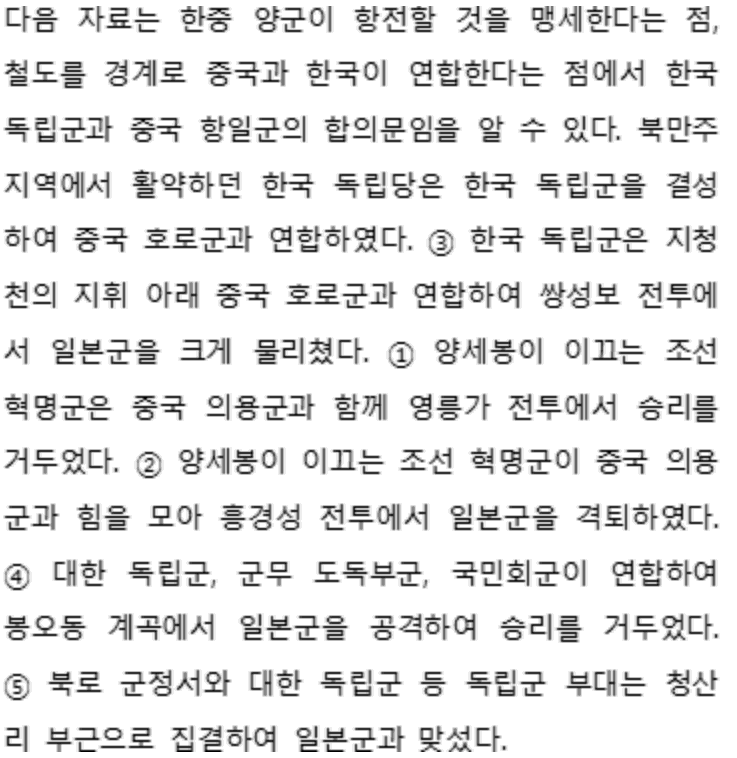 다음 자료는 한중 양군이 항전할 것을 맹세한다는 점,
철도를 경계로 중국과 한국이 연합한다는 점에서 한국
독립군과 중국 항일군의 합의문임을 알 수 있다. 북만주
지역에서 활약하던 한국 독립당은 한국 독립군을 결성
하여 중국 호로군과 연합하였다. ③ 한국 독립군은 지청
천의 지휘 아래 중국 호로군과 연합하여 쌍성보 전투에
서 일본군을 크게 물리쳤다. ① 양세봉이 이끄는 조선
혁명군은 중국 의용군과 함께 영릉가 전투에서 승리를
거두었다. ② 양세봉이 이끄는 조선 혁명군이 중국 의용
군과 힘을 모아 흥경성 전투에서 일본군을 격퇴하였다.
④ 대한 독립군, 군무 도독부군, 국민회군이 연합하여
봉오동 계곡에서 일본군을 공격하여 승리를 거두었다.
⑤ 북로 군정서와 대한 독립군 등 독립군 부대는 청산
리 부근으로 집결하여 일본군과 맞섰다.